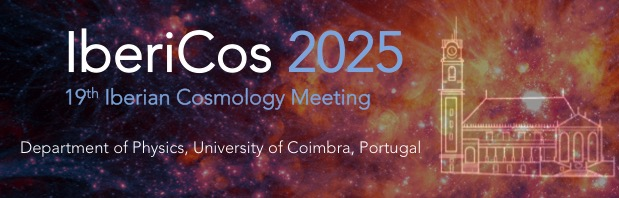 IberiCos 2025
19th Iberian Cosmology Meeting
Department of Physics, University of Coimbra, Portugal